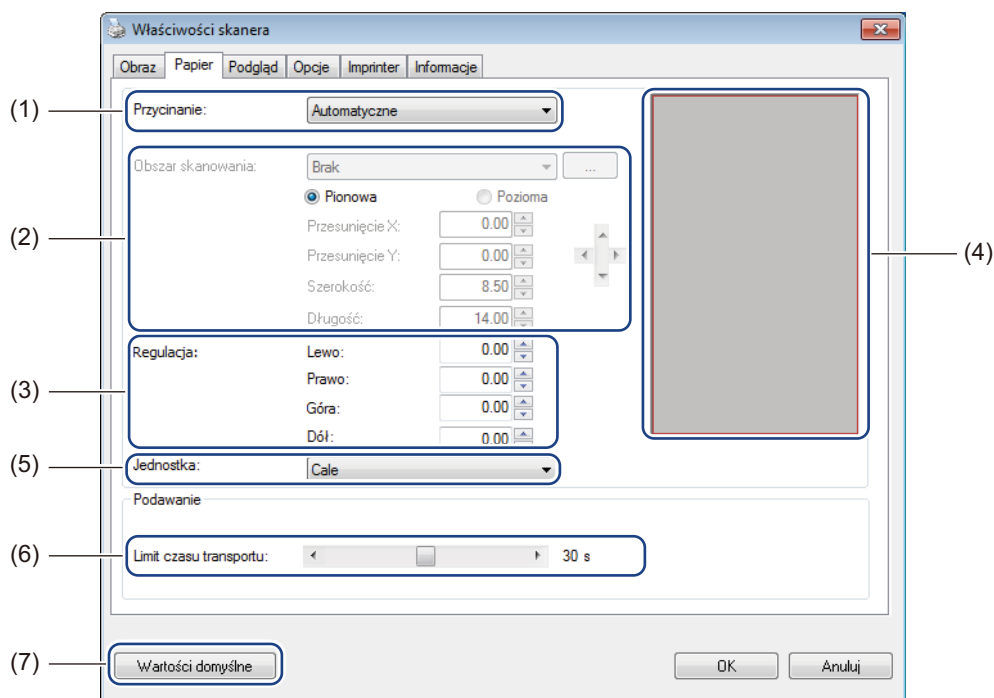 Właściwości skanera
Obraz Papier Podgląd Opcje Imprinter Informacje
(1) Przycinanie: Automatyczne
Obszar skanowania: Brak ...
Pionowa Pozioma
Przesunięcie X: 0.00
(2) Przesunięcie Y: 0.00 (4)
Szerokość: 8.50
Długość: 14.00
Regulacja: Lewo: 0.00
(3) Prawo: 0.00
Góra: 0.00
Dół: 0.00
(5) Jednostka: Cale
Podawanie
(6) Limit czasu transportu: 30 s
(7) Wartości domyślne OK Anuluj